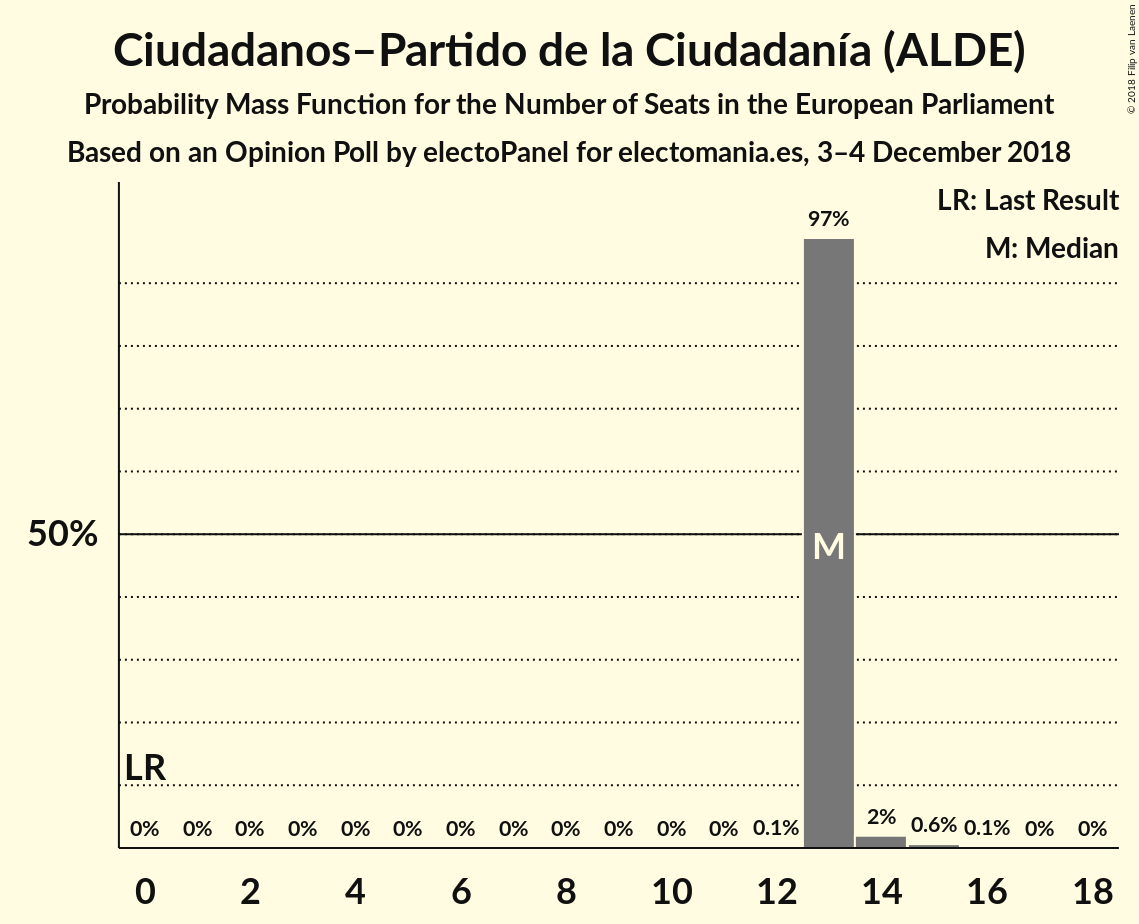 Ciudadanos–Partido de la Ciudadanía (ALDE)
Probability Mass Function for the Number of Seats in the European Parliament
Based on an Opinion Poll by electoPanel for electomania.es, 3–4 December 2018
© 2018 Filip van Laenen
LR: Last Result
M: Median
97%
50%
M
LR
0% 0% 0% 0% 0% 0% 0% 0% 0% 0% 0% 0% 0.1% 2% 0.6% 0.1% 0% 0%
0 2 4 6 8 10 12 14 16 18